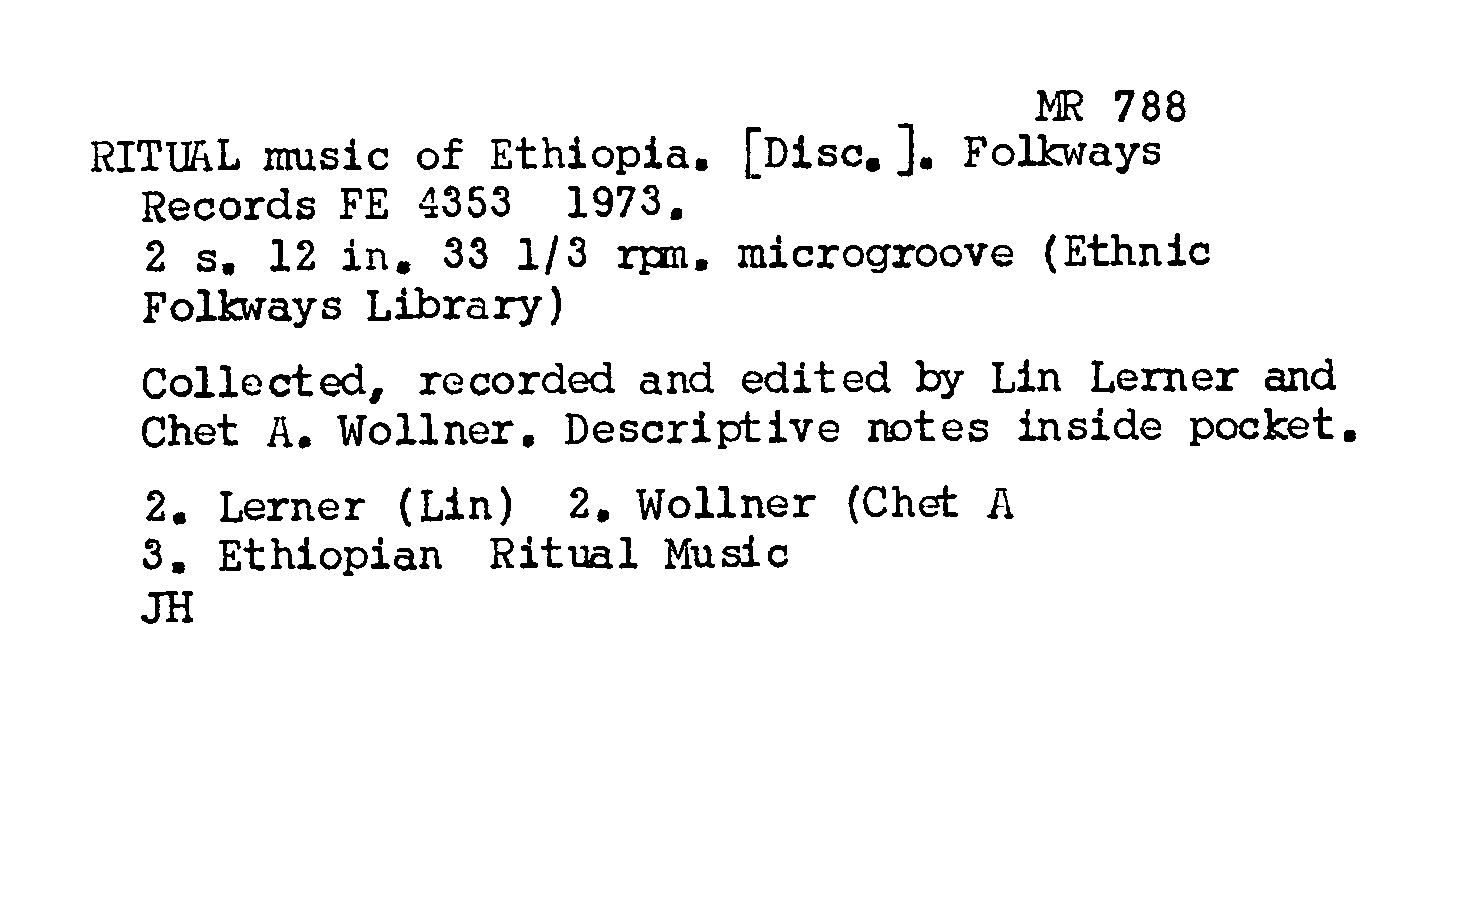 MR 788
RITUAL music of Ethiopia. [Disc.]. Folkways
Records FE 4353 1973.
2 s. 12 in. 33 1/3 rpm. microgroove (Ethnic
Folkways Library)
Collected, recorded and edited by Lin Lerner and
Chet A. Wollner. Descriptive notes inside pocket.
2. Lerner (Lin) 2. Wollner (Chet A
3. Ethiopian Ritual Music
JH